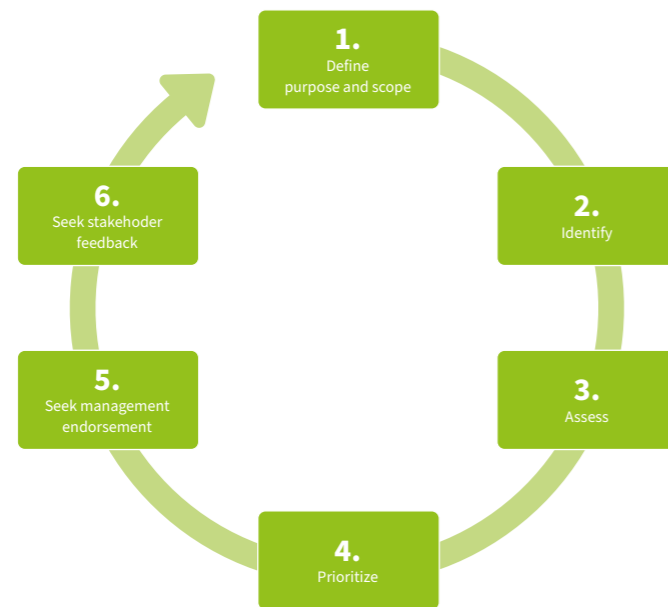 1.
Define
purpose and scope
2.
Identify
3.
Assess
4.
Prioritize
5.
Seek management
endorsement
6.
Seek stakehoder
feedback